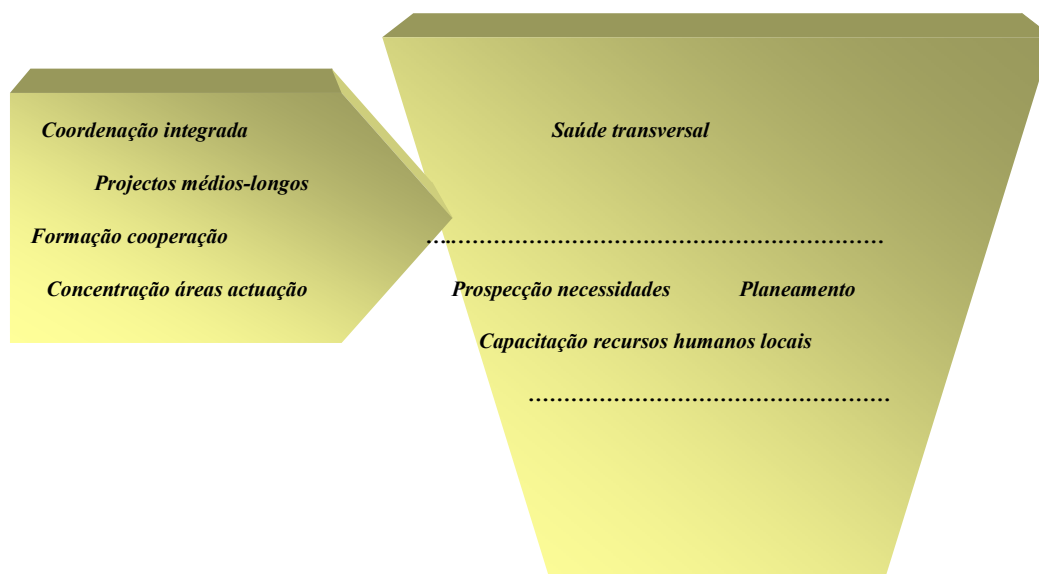 Coordenação integrada
Projectos médios-longos
Formação cooperação
Concentração áreas actuação
Saúde transversal
………………………………………………………
Prospecção necessidades Planeamento
Capacitação recursos humanos locais
……………………………………………